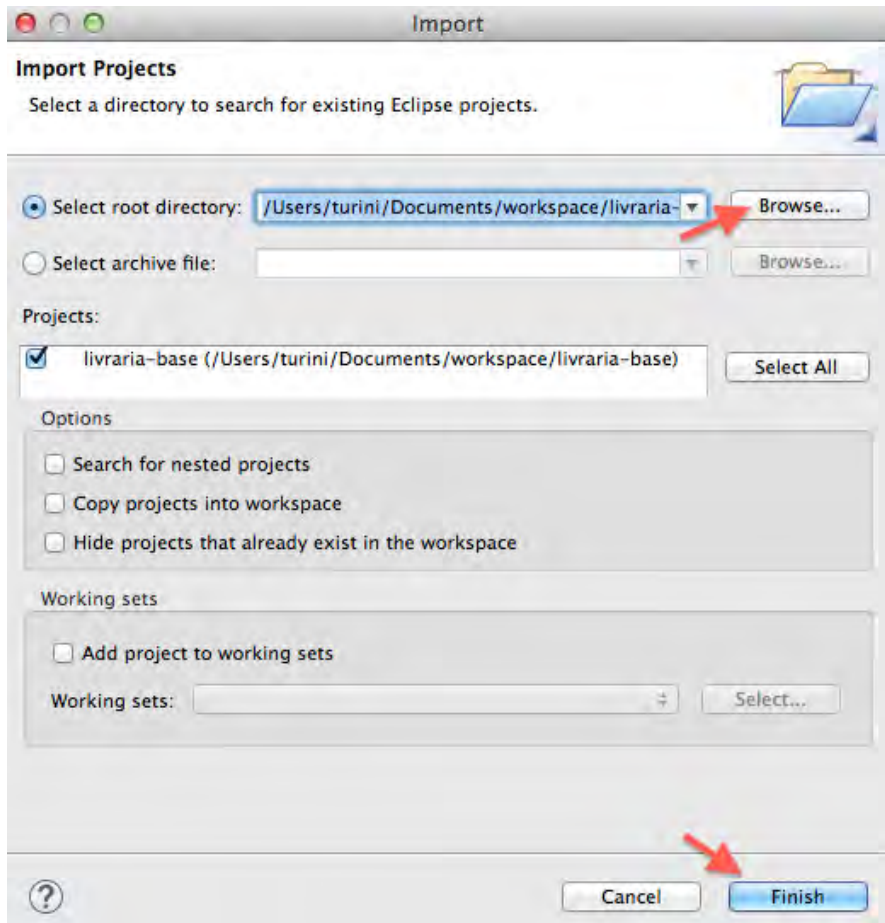 Import
Import Projects
Select a directory to search for existing Eclipse projects.
Select root directory: /Users/turini/Documents/workspace/livraria- Browse...
Select archive file: Browse...
Projects:
livraria-base (/Users/turini/Documents/workspace/livraria-base) Select All
Options
Search for nested projects
Copy projects into workspace
Hide projects that already exist in the workspace
Working sets
Add project to working sets
Working sets: Select...
? Cancel Finish